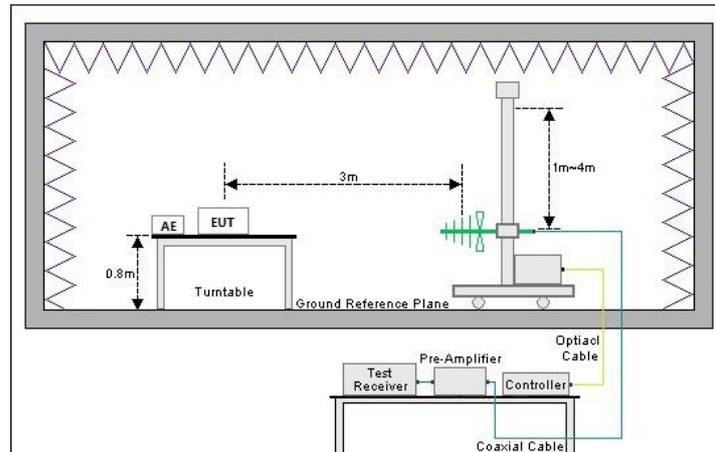 3m
1m~4m
AE
EUT
0.8m
Turntable
Ground Reference Plane
Optiacl
Cable
Pre-Amplifier
Test
Receiver
Controller
Coaxial Cable